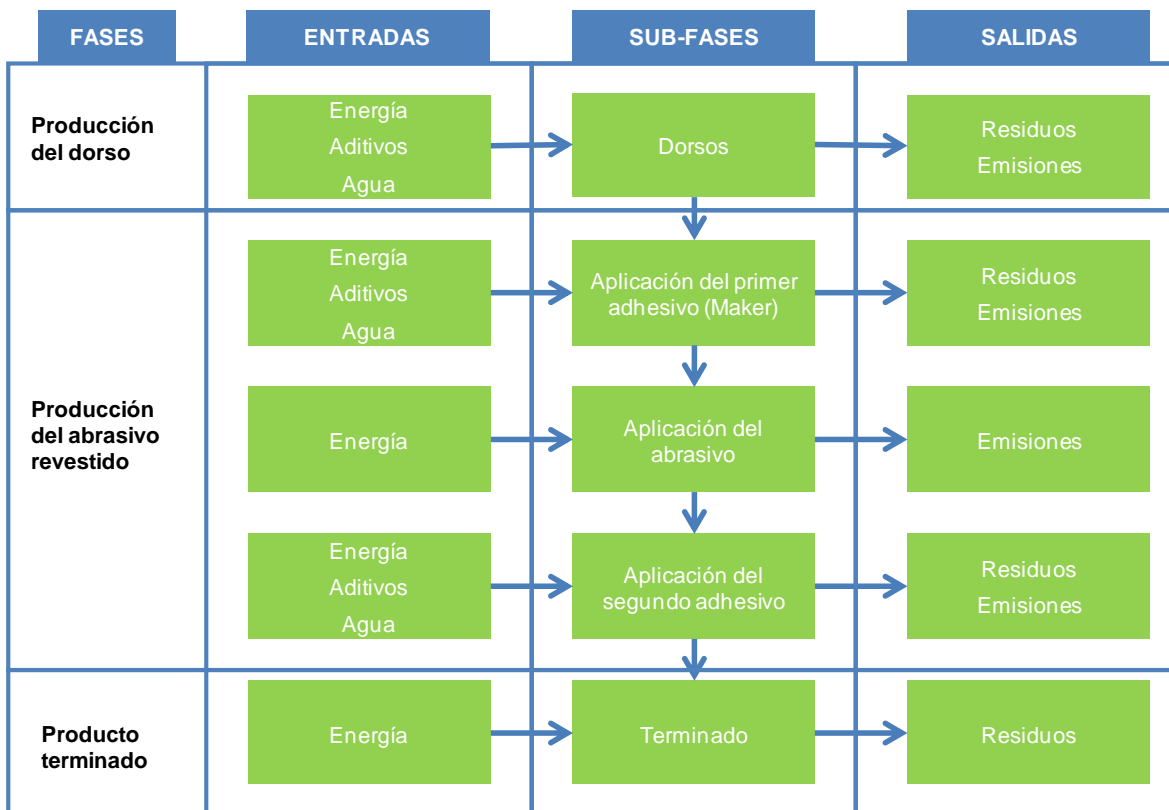 FASES
ENTRADAS
SUB-FASES
SALIDAS
Producción
del dorso
Energía
Aditivos
Agua
Dorsos
Residuos
Emisiones
Producción
del abrasivo
revestido
Energía
Aditivos
Agua
Aplicación del primer
adhesivo (Maker)
Residuos
Emisiones
Energía
Aplicación del
abrasivo
Emisiones
Energía
Aditivos
Agua
Aplicación del
segundo adhesivo
Residuos
Emisiones
Producto
terminado
Energía
Terminado
Residuos